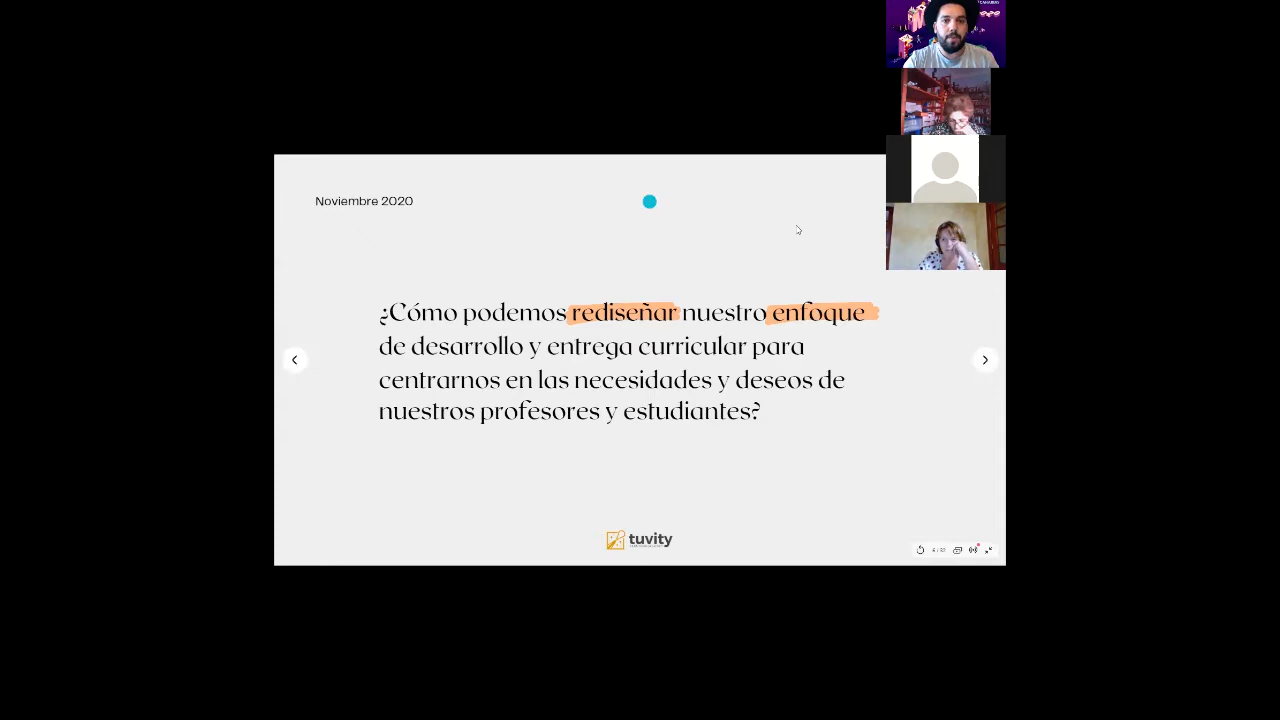 Noviembre 2020
¿Cómo podemos rediseñar nuestro enfoque
de desarrollo y entrega curricular para
centrarnos en las necesidades y deseos de
nuestros profesores y estudiantes?
tuvity